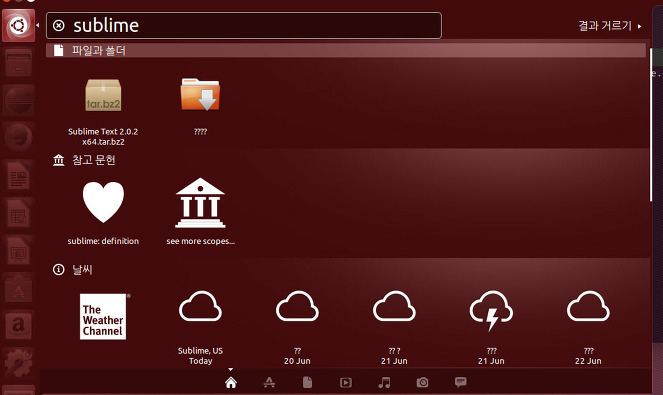 sublime
결과 거르기
파일과 폴더
tar.bz2
Sublime Text 2.0.2
x64.tar.bz2
????
참고 문헌
sublime: definition
see more scopes...
날씨
The
Weather
Channel
Sublime, US
Today
??
20 Jun
?? ?
21 Jun
???
21 Jun
???
22 Jun
a
e.